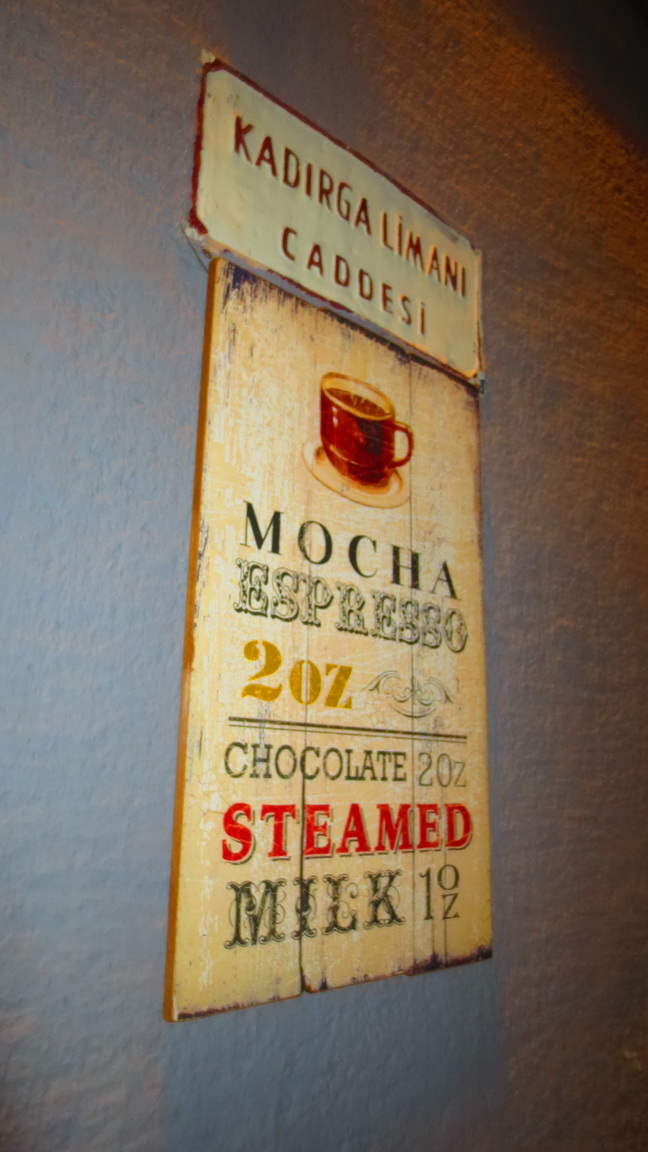 KADIRGA LİMANI
CADDESİ
MOCHA
ESPRESSO
2OZ
CHOCOLATE 2OZ
STEAMED
MILK 1OZ